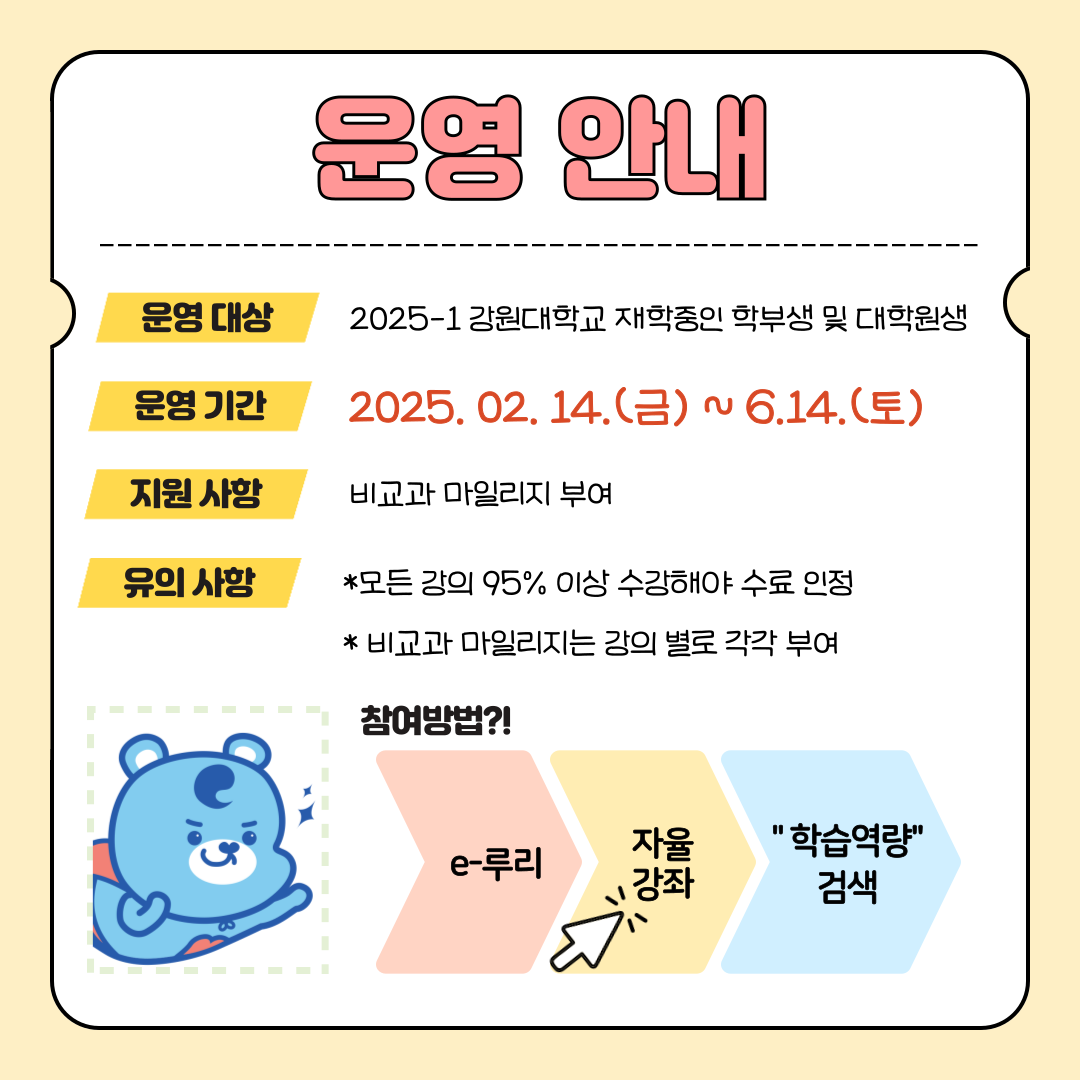 운영 안내
운영 대상 2025-1 강원대학교 재학중인 학부생 및 대학원생
운영 기간 2025. 02. 14.(금) ~ 6.14.(토)
지원 사항 비교과 마일리지 부여
유의 사항 *모든 강의 95% 이상 수강해야 수료 인정
* 비교과 마일리지는 강의 별로 각각 부여
참여방법?!
e-루리
자율
강좌
"학습역량"
검색